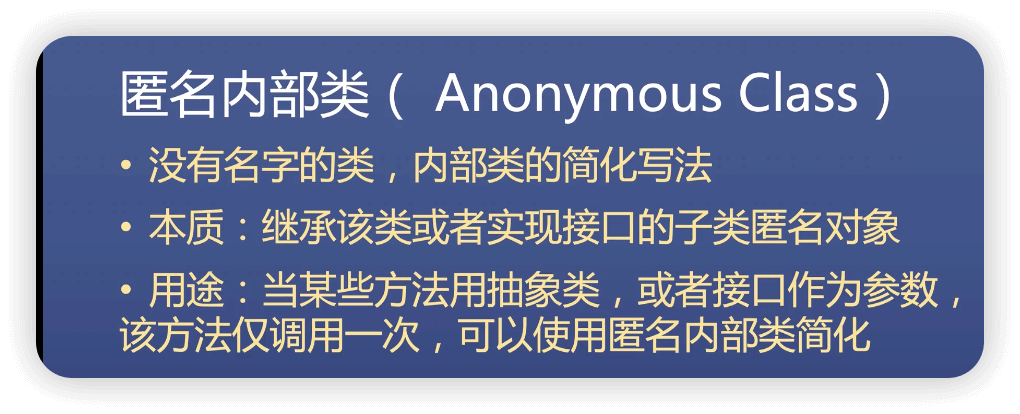 匿名内部类（ Anonymous Class）
• 没有名字的类，内部类的简化写法
• 本质：继承该类或者实现接口的子类匿名对象
• 用途：当某些方法用抽象类，或者接口作为参数，
该方法仅调用一次，可以使用匿名内部类简化